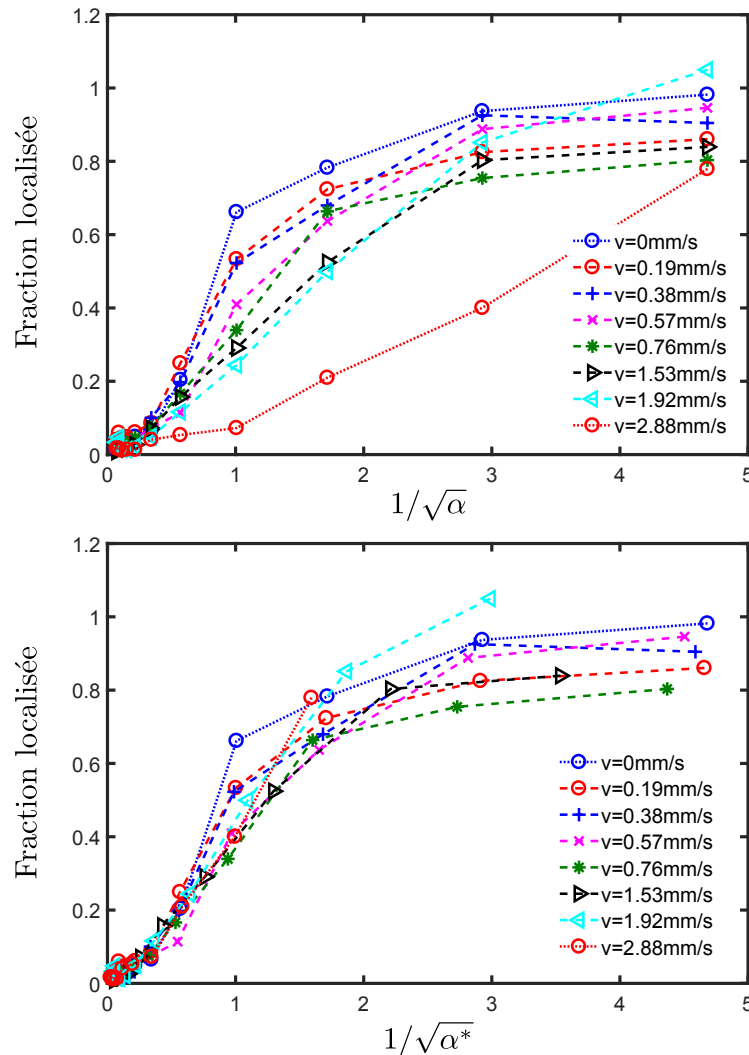 1.2
1
0.8
0.6
0.4
0.2
0
Fraction localisée
v=0mm/s
v=0.19mm/s
v=0.38mm/s
v=0.57mm/s
v=0.76mm/s
v=1.53mm/s
v=1.92mm/s
v=2.88mm/s
0 1 2 3 4 5
1/√α
1.2
1
0.8
0.6
0.4
0.2
0
Fraction localisée
v=0mm/s
v=0.19mm/s
v=0.38mm/s
v=0.57mm/s
v=0.76mm/s
v=1.53mm/s
v=1.92mm/s
v=2.88mm/s
0 1 2 3 4 5
1/√α*